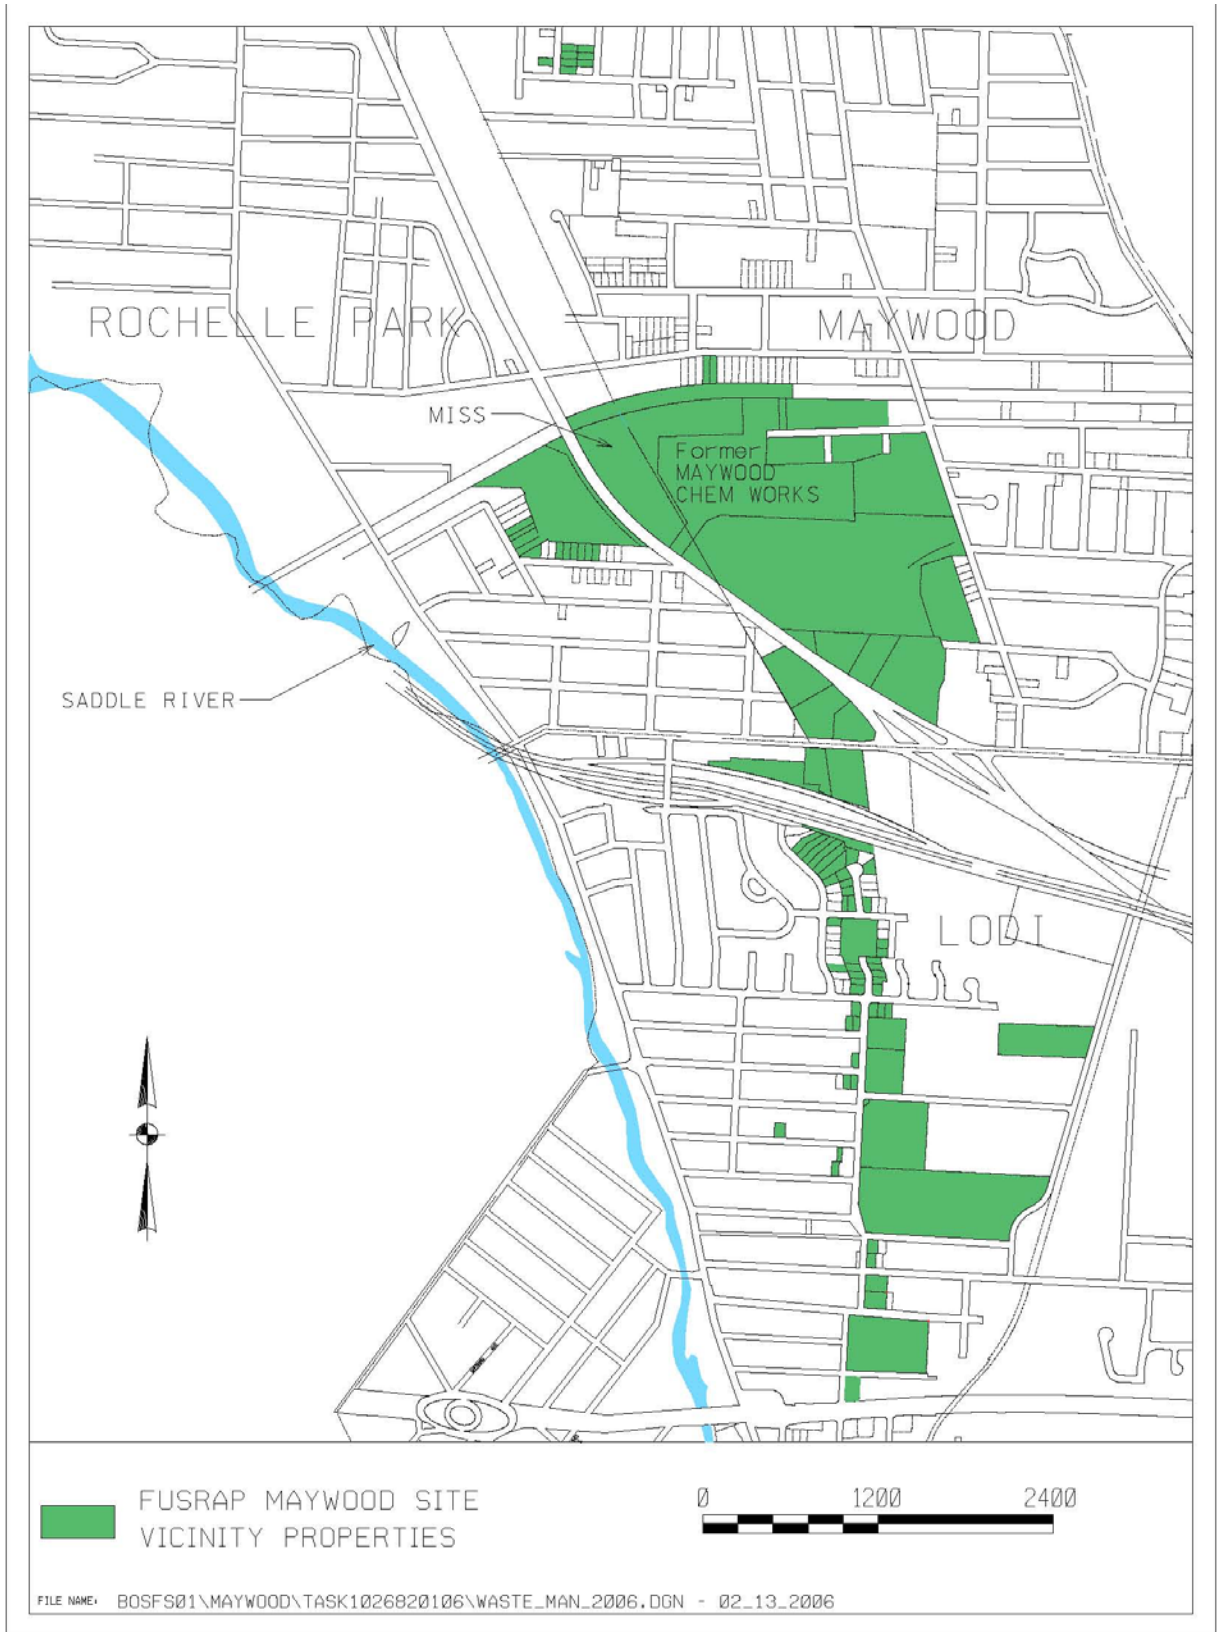 ROCHELLE PARK
MAYWOOD
MISS
Former
MAYWOOD
CHEM WORKS
SADDLE RIVER
LODI
FUSRAP MAYWOOD SITE
VICINITY PROPERTIES
0 1200 2400
FILE NAME: BOSFS01\MAYWOOD\TASK1026820106\WASTE_MAN_2006.DGN - 02_13_2006